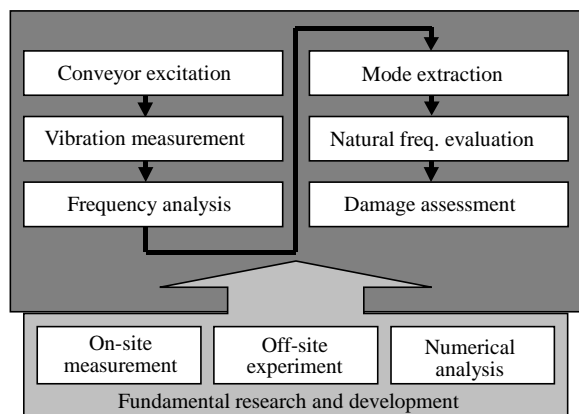 Conveyor excitation
Vibration measurement
Frequency analysis
Mode extraction
Natural freq. evaluation
Damage assessment
On-site
measurement
Off-site
experiment
Numerical
analysis
Fundamental research and development